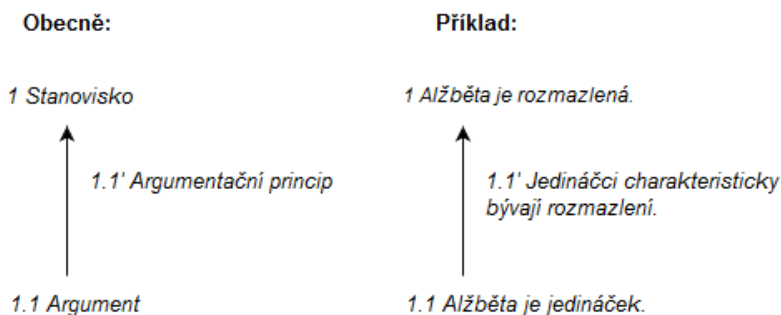 Obecně:
1 Stanovisko
1.1' Argumentační princip
1.1 Argument
Příklad:
1 Alžběta je rozmazlená.
1.1' Jedináčci charakteristicky
bývají rozmazlení.
1.1 Alžběta je jedináček.